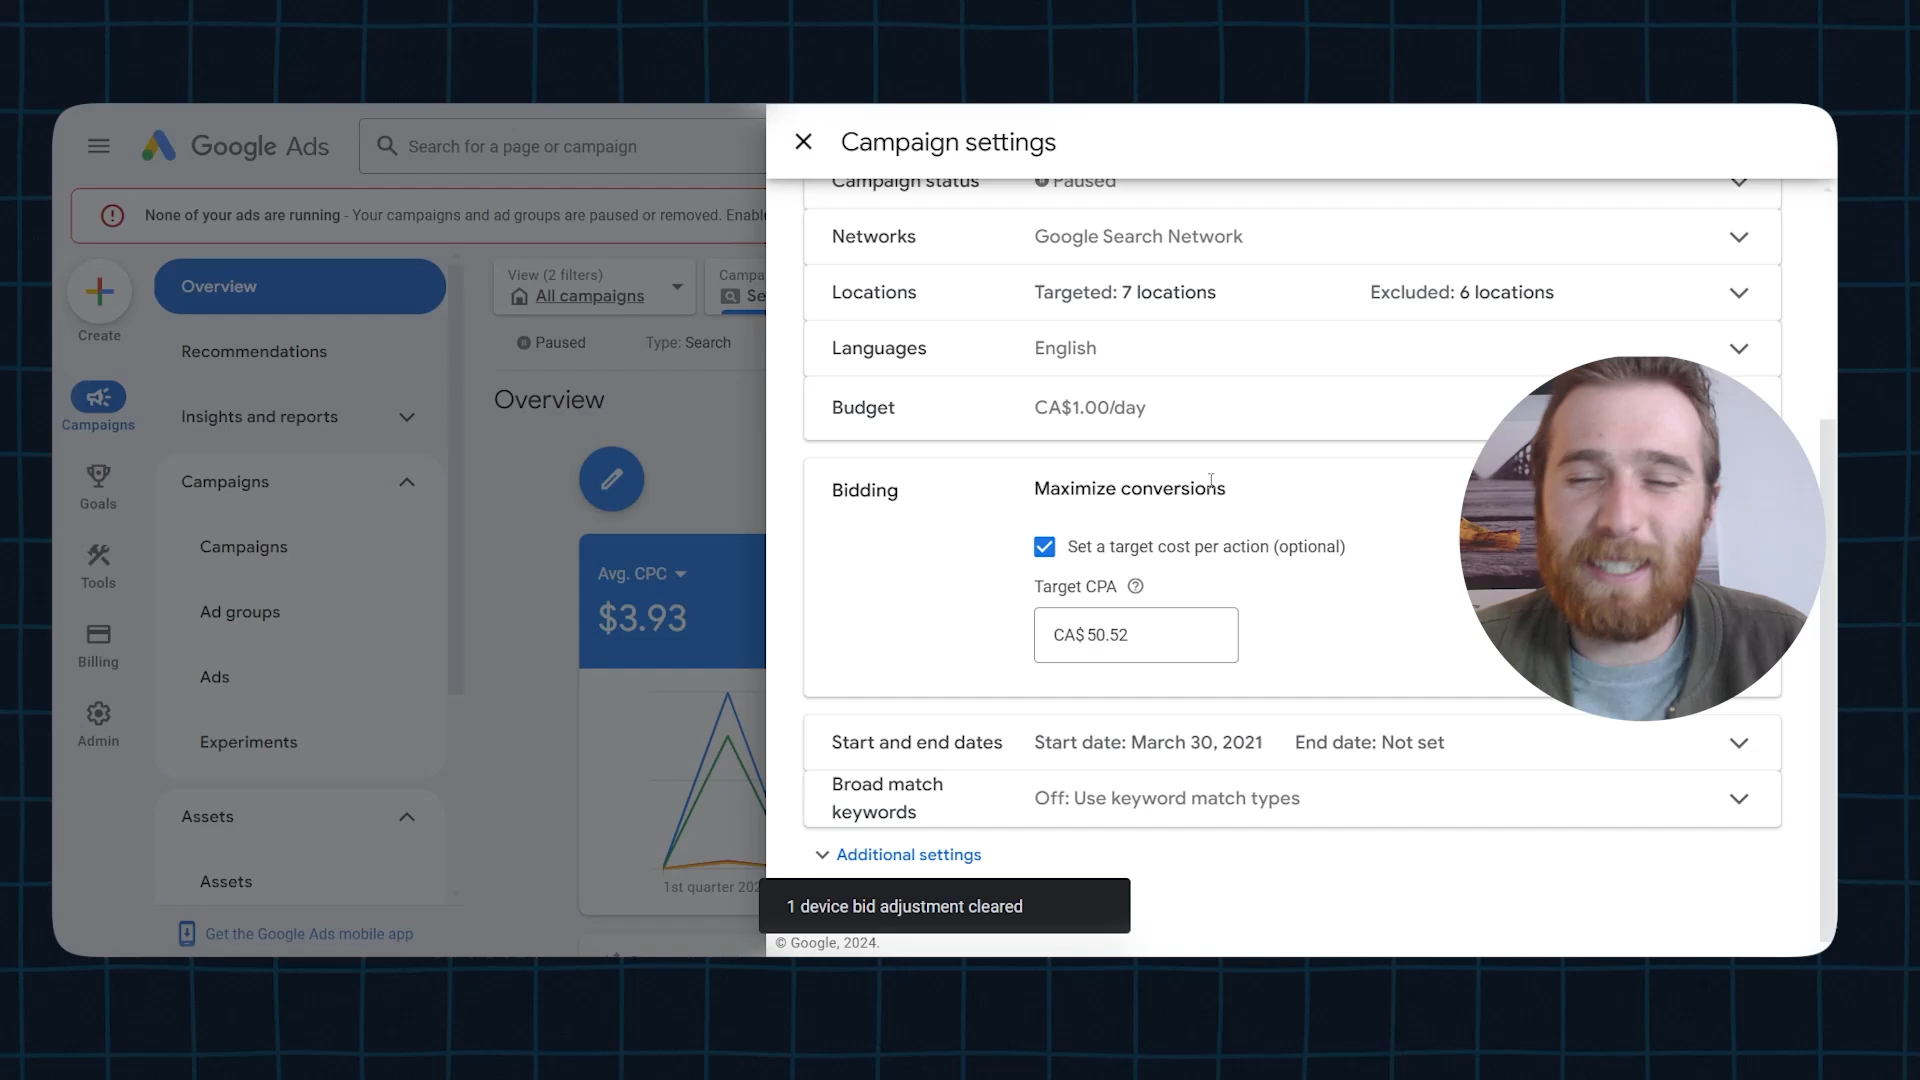 Google Ads
Search for a page or campaign
None of your ads are running - Your campaigns and ad groups are paused or removed. Enable
Create
Campaigns
Goals
Tools
Billing
Admin
Overview
Recommendations
Insights and reports
Campaigns
Campaigns
Ad groups
Ads
Experiments
Assets
Assets
Get the Google Ads mobile app
View (2 filters)
All campaigns
Campa
Se
Paused
Type: Search
Overview
Avg. CPC
$3.93
1st quarter 202
Campaign settings
Campaign status
Paused
Networks
Google Search Network
Locations
Targeted: 7 locations
Excluded: 6 locations
Languages
English
Budget
CA$1.00/day
Bidding
Maximize conversions
Set a target cost per action (optional)
Target CPA
CA$ 50.52
Start and end dates
Start date: March 30, 2021
End date: Not set
Broad match
keywords
Off: Use keyword match types
Additional settings
1 device bid adjustment cleared
© Google, 2024.